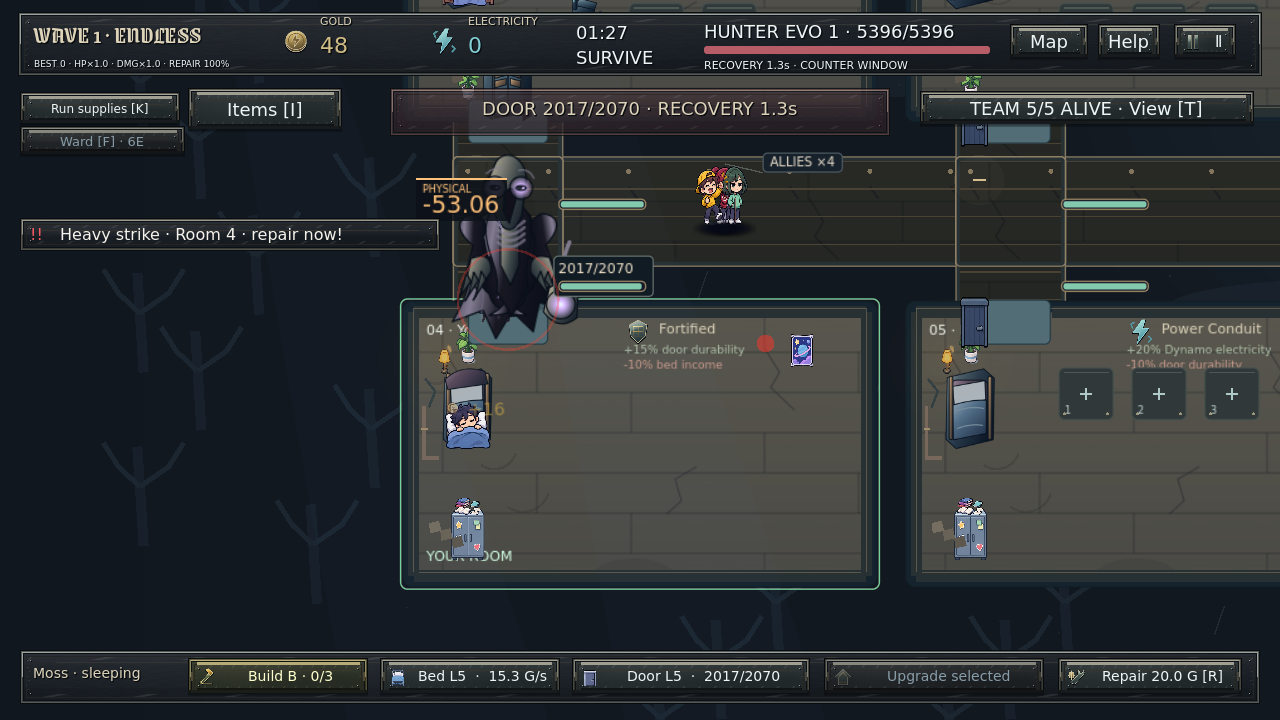 WAVE 1 · ENDLESS
BEST 0 · HP×1.0 · DMG×1.0 · REPAIR 100%
GOLD
48
ELECTRICITY
0
01:27
SURVIVE
HUNTER EVO 1 · 5396/5396
RECOVERY 1.3s · COUNTER WINDOW
Map
Help
Run supplies [K]
Items [I]
Ward [F] · 6E
DOOR 2017/2070 · RECOVERY 1.3s
TEAM 5/5 ALIVE · View [T]
ALLIES ×4
PHYSICAL
-53.06
!! Heavy strike · Room 4 · repair now!
2017/2070
04 ·
Fortified
+15% door durability
-10% bed income
16
YOUR ROOM
05 ·
Power Conduit
+20% Dynamo electricity
-10% door durability
+ + +
1 2 3
Moss · sleeping
Build B · 0/3
Bed L5 · 15.3 G/s
Door L5 · 2017/2070
Upgrade selected
Repair 20.0 G [R]